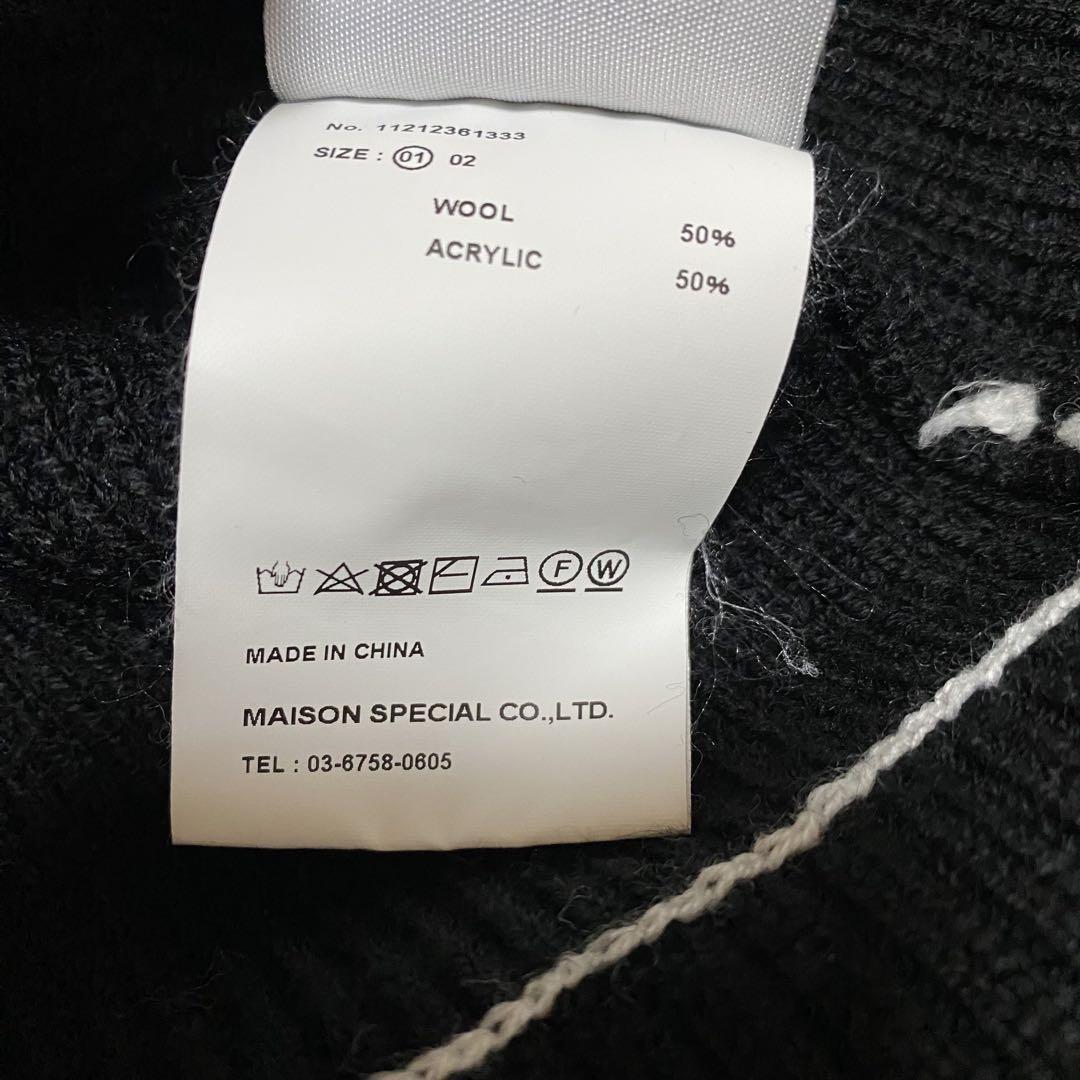 No. 11212361333
SIZE : 01 02
WOOL 50%
ACRYLIC 50%
F W
MADE IN CHINA
MAISON SPECIAL CO.,LTD.
TEL : 03-6758-0605